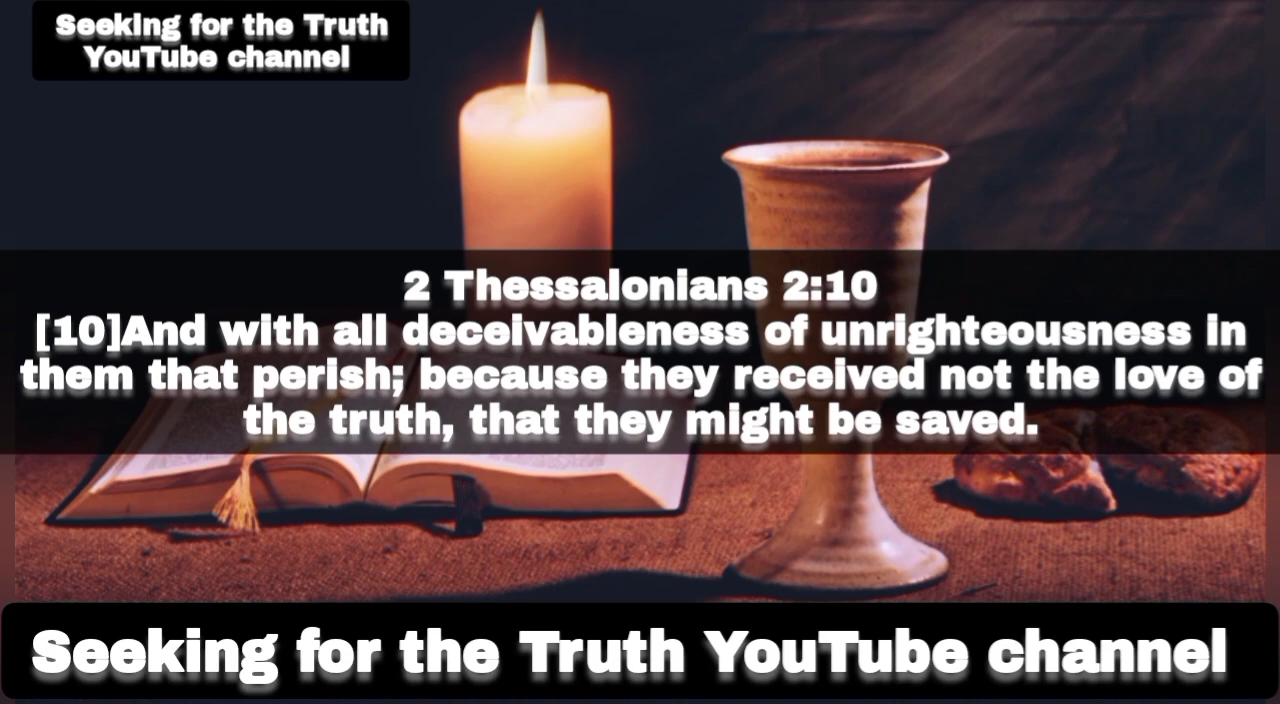 Seeking for the Truth
YouTube channel
2 Thessalonians 2:10
[10]And with all deceivableness of unrighteousness in
them that perish; because they received not the love of
the truth, that they might be saved.
Seeking for the Truth YouTube channel